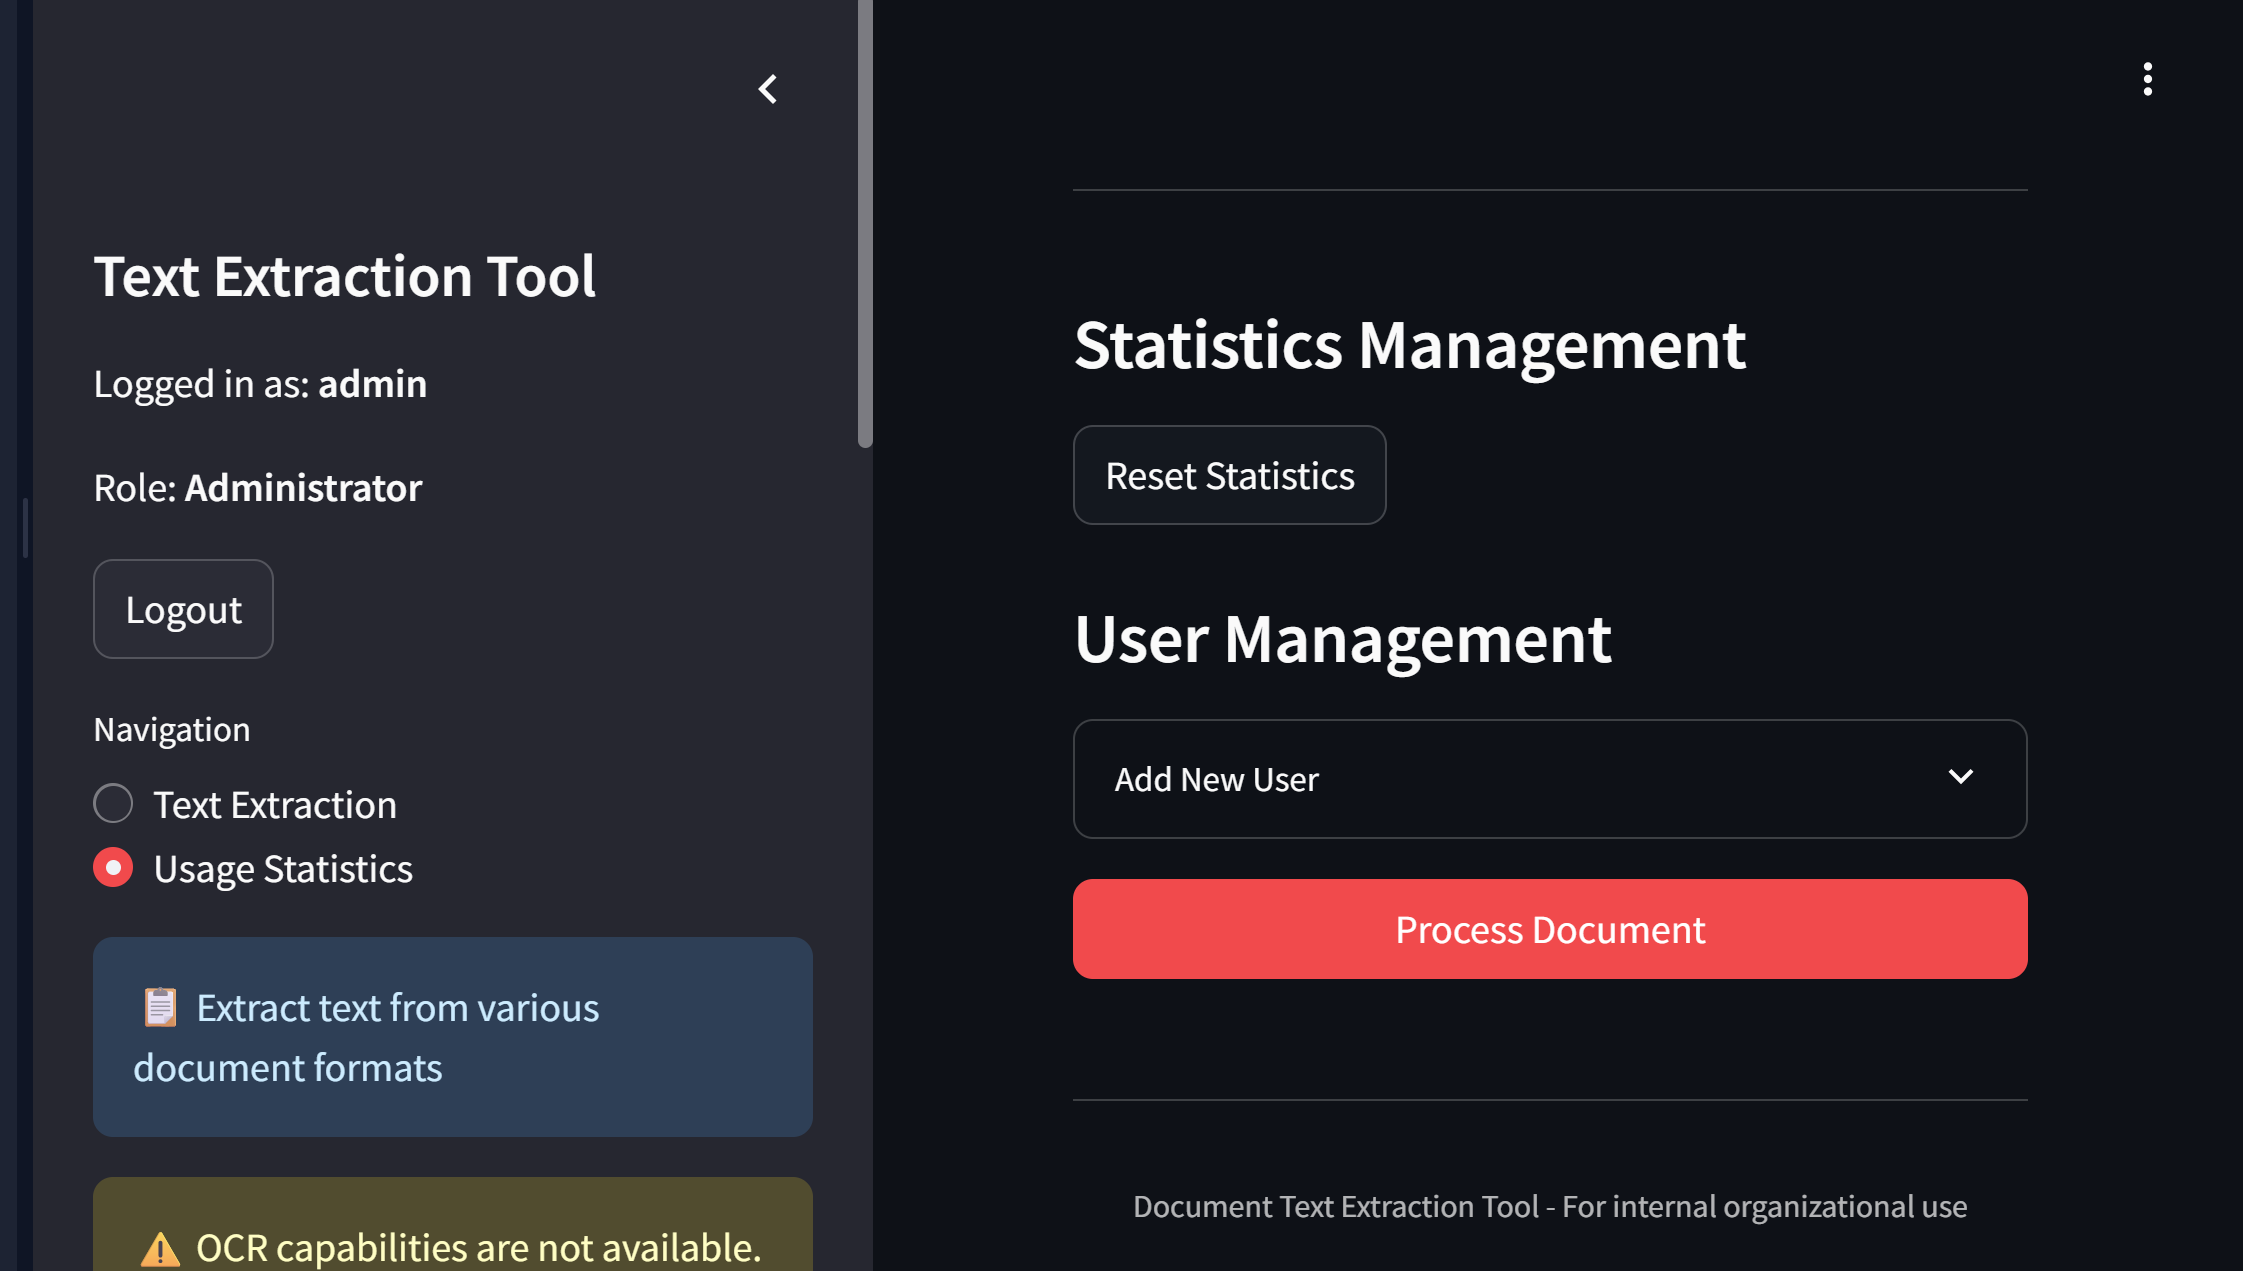 Text Extraction Tool
Logged in as: admin
Role: Administrator
Logout
Navigation
Text Extraction
Usage Statistics
📋 Extract text from various
document formats
⚠️ OCR capabilities are not available.
Statistics Management
Reset Statistics
User Management
Add New User
Process Document
Document Text Extraction Tool - For internal organizational use